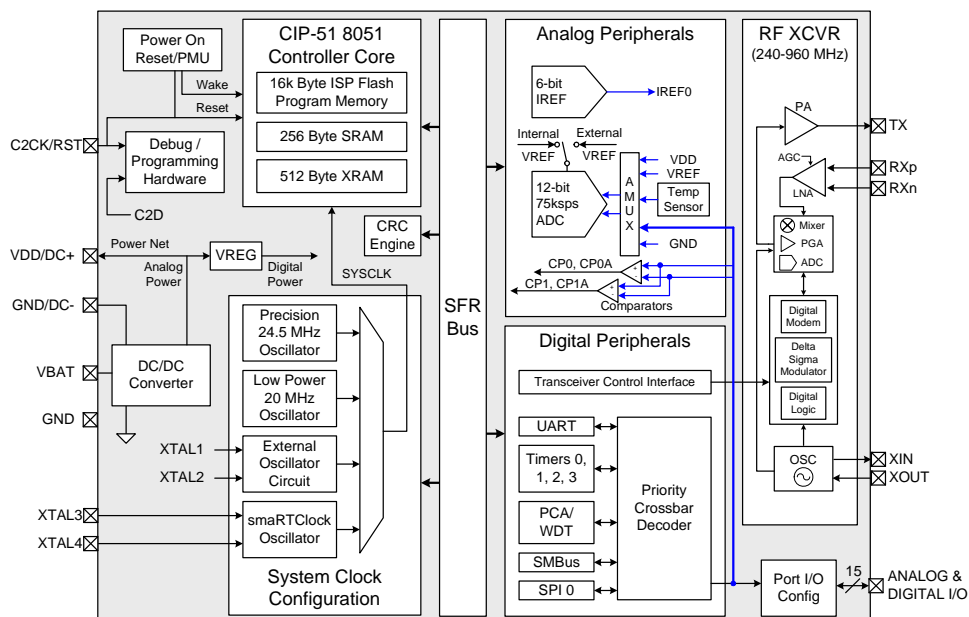 Power On
Reset/PMU
Wake
Reset
C2CK/RST
Debug /
Programming
Hardware
C2D
CIP-51 8051
Controller Core
16k Byte ISP Flash
Program Memory
256 Byte SRAM
512 Byte XRAM
CRC
Engine
VDD/DC+
Power Net
Analog
Power
VREG
Digital
Power
SYSCLK
GND/DC-
VBAT
DC/DC
Converter
GND
XTAL1
XTAL2
XTAL3
XTAL4
Precision
24.5 MHz
Oscillator
Low Power
20 MHz
Oscillator
External
Oscillator
Circuit
smaRTClock
Oscillator
System Clock
Configuration
SFR
Bus
Analog Peripherals
6-bit
IREF
IREF0
Internal
VREF
External
VREF
12-bit
75ksps
ADC
A
M
U
X
VDD
VREF
Temp
Sensor
GND
CP0, CP0A
+
-
CP1, CP1A
+
-
Comparators
Digital Peripherals
Transceiver Control Interface
UART
Timers 0,
1, 2, 3
PCA/
WDT
SMBus
SPI 0
Priority
Crossbar
Decoder
RF XCVR
(240-960 MHz)
PA
TX
AGC
LNA
RXp
RXn
Mixer
PGA
ADC
Digital
Modem
Delta
Sigma
Modulator
Digital
Logic
OSC
XIN
XOUT
Port I/O
Config
15
ANALOG &
DIGITAL I/O